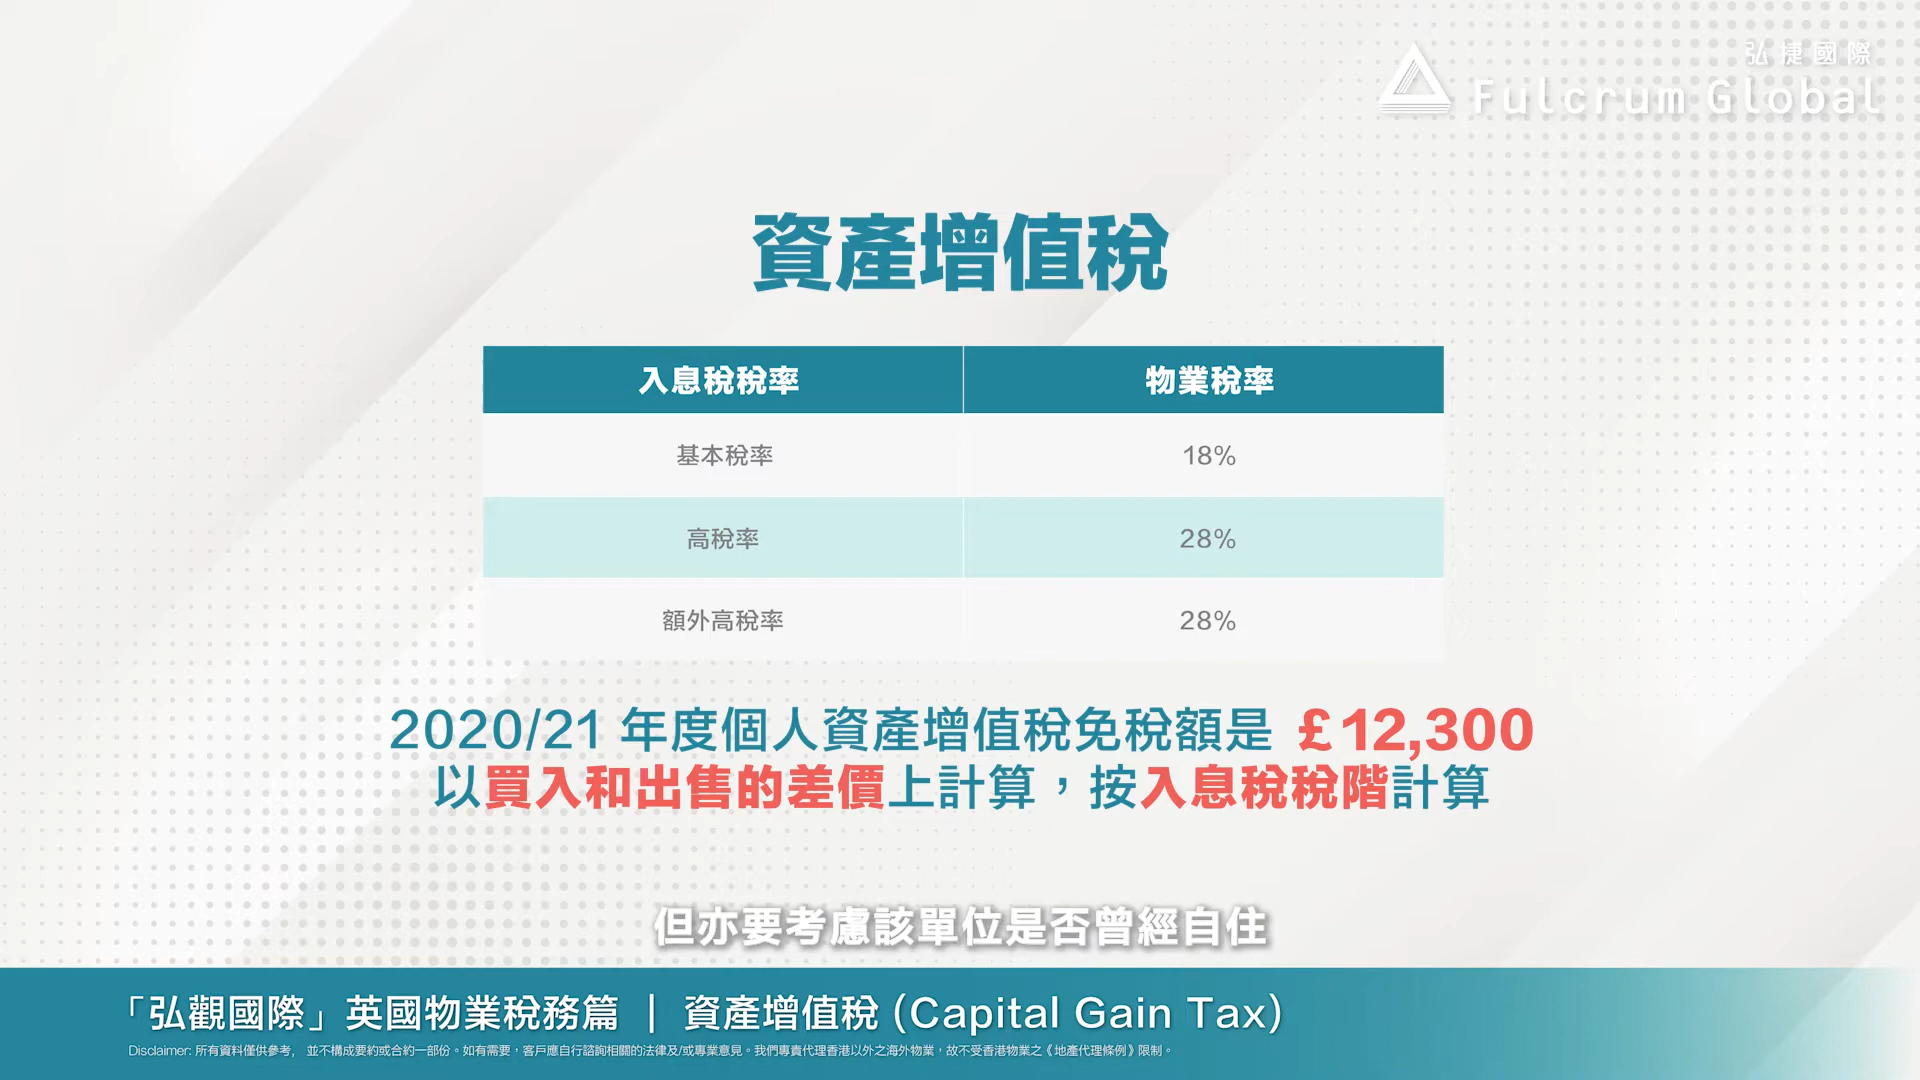 弘捷國際
Fulcrum Global
資產增值稅
入息稅稅率 物業稅率
基本稅率 18%
高稅率 28%
額外高稅率 28%
2020/21 年度個人資產增值稅免稅額是 £12,300
以買入和出售的差價上計算，按入息稅稅階計算
但亦要考慮該單位是否曾經自住
「弘觀國際」英國物業稅務篇 | 資產增值稅 (Capital Gain Tax)
Disclaimer: 所有資料僅供參考， 並不構成要約或合約一部份。如有需要，客戶應自行諮詢相關的法律及/或專業意見。我們專責代理香港以外之海外物業，故不受香港物業之《地產代理條例》限制。